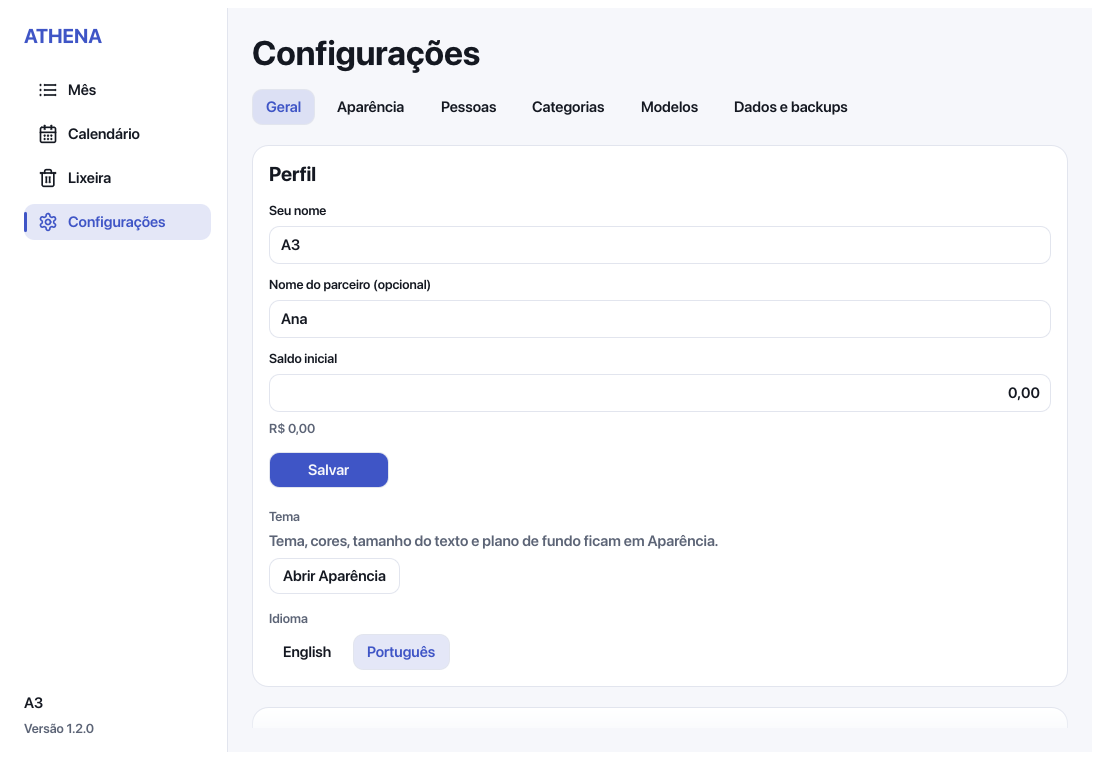 ATHENA
Mês
Calendário
Lixeira
Configurações
A3
Versão 1.2.0
Configurações
Geral Aparência Pessoas Categorias Modelos Dados e backups
Perfil
Seu nome
A3
Nome do parceiro (opcional)
Ana
Saldo inicial
0,00
R$ 0,00
Salvar
Tema
Tema, cores, tamanho do texto e plano de fundo ficam em Aparência.
Abrir Aparência
Idioma
English Português